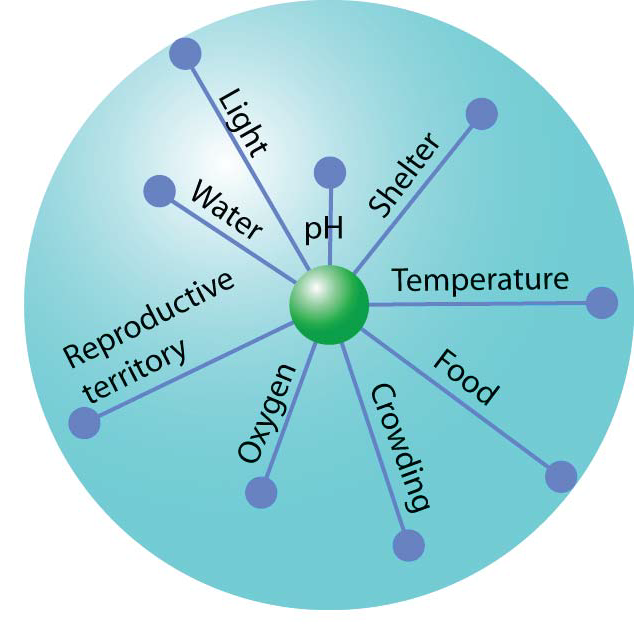 Light
Shelter
Water
pH
Temperature
Reproductive
territory
Food
Oxygen
Crowding